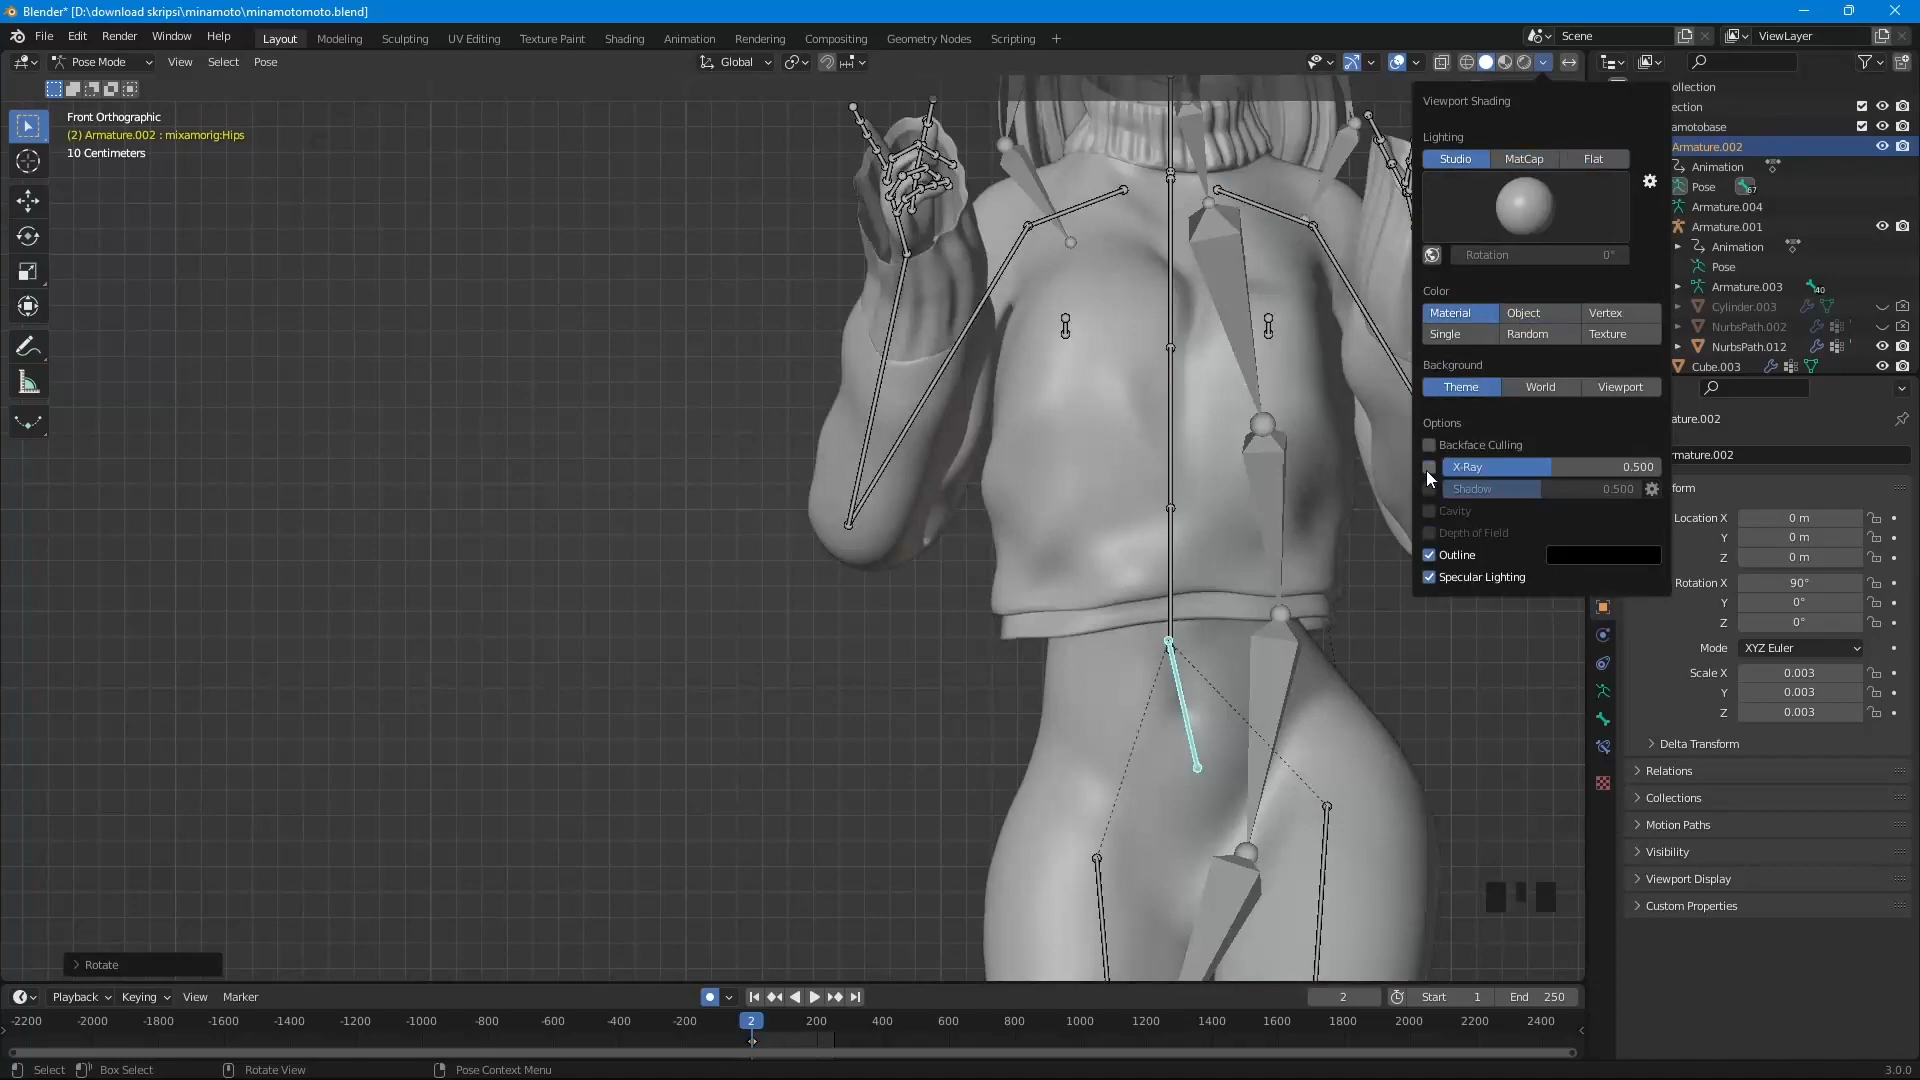 Blender* [D:\download skripsi\minamoto\minamotomoto.blend]
File Edit Render Window Help Layout Modeling Sculpting UV Editing Texture Paint Shading Animation Rendering Compositing Geometry Nodes Scripting + Scene ViewLayer
Pose Mode View Select Pose Global
Front Orthographic
(2) Armature.002 : mixamorig:Hips
10 Centimeters
Viewport Shading
Lighting
Studio MatCap Flat
Rotation 0°
Color
Material Object Vertex
Single Random Texture
Background
Theme World Viewport
Options
Backface Culling
X-Ray 0.500
Shadow 0.500
Cavity
Depth of Field
Outline
Specular Lighting
ollection
ection
amotobase
Armature.002
Animation
Pose 67
Armature.004
Armature.001
Animation
Pose
Armature.003 40
Cylinder.003
NurbsPath.002
NurbsPath.012
Cube.003
ature.002
rmature.002
form
Location X 0 m
Y 0 m
Z 0 m
Rotation X 90°
Y 0°
Z 0°
Mode XYZ Euler
Scale X 0.003
Y 0.003
Z 0.003
Delta Transform
Relations
Collections
Motion Paths
Visibility
Viewport Display
Custom Properties
Rotate
Playback Keying View Marker 2 Start 1 End 250
-2200 -2000 -1800 -1600 -1400 -1200 -1000 -800 -600 -400 -200 2 200 400 600 800 1000 1200 1400 1600 1800 2000 2200 2400
Select Box Select Rotate View Pose Context Menu 3.0.0